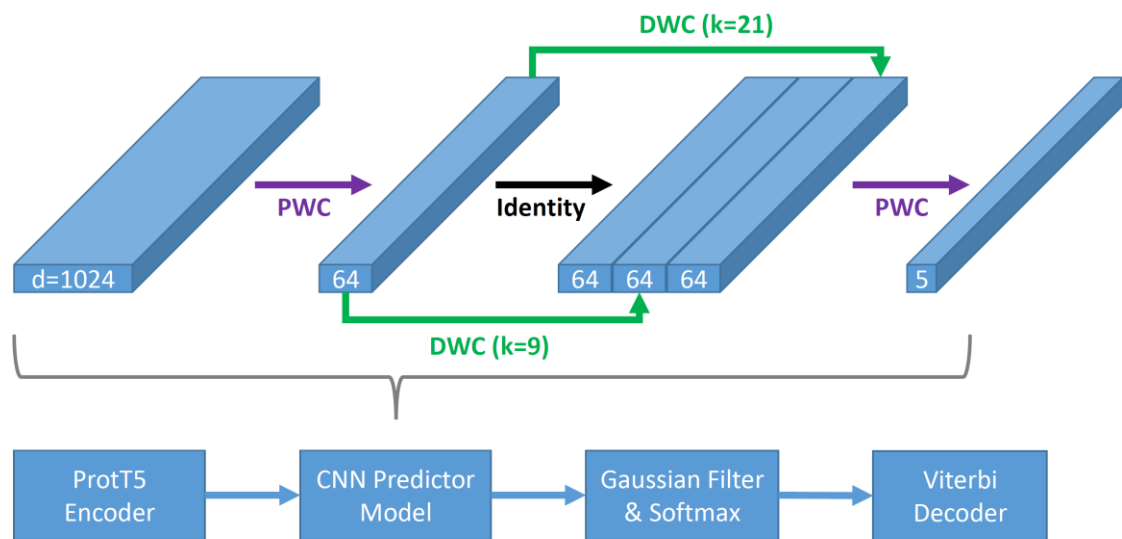 DWC (k=21)
PWC
Identity
PWC
d=1024
64
64
64
64
5
DWC (k=9)
ProtT5
Encoder
CNN Predictor
Model
Gaussian Filter
& Softmax
Viterbi
Decoder